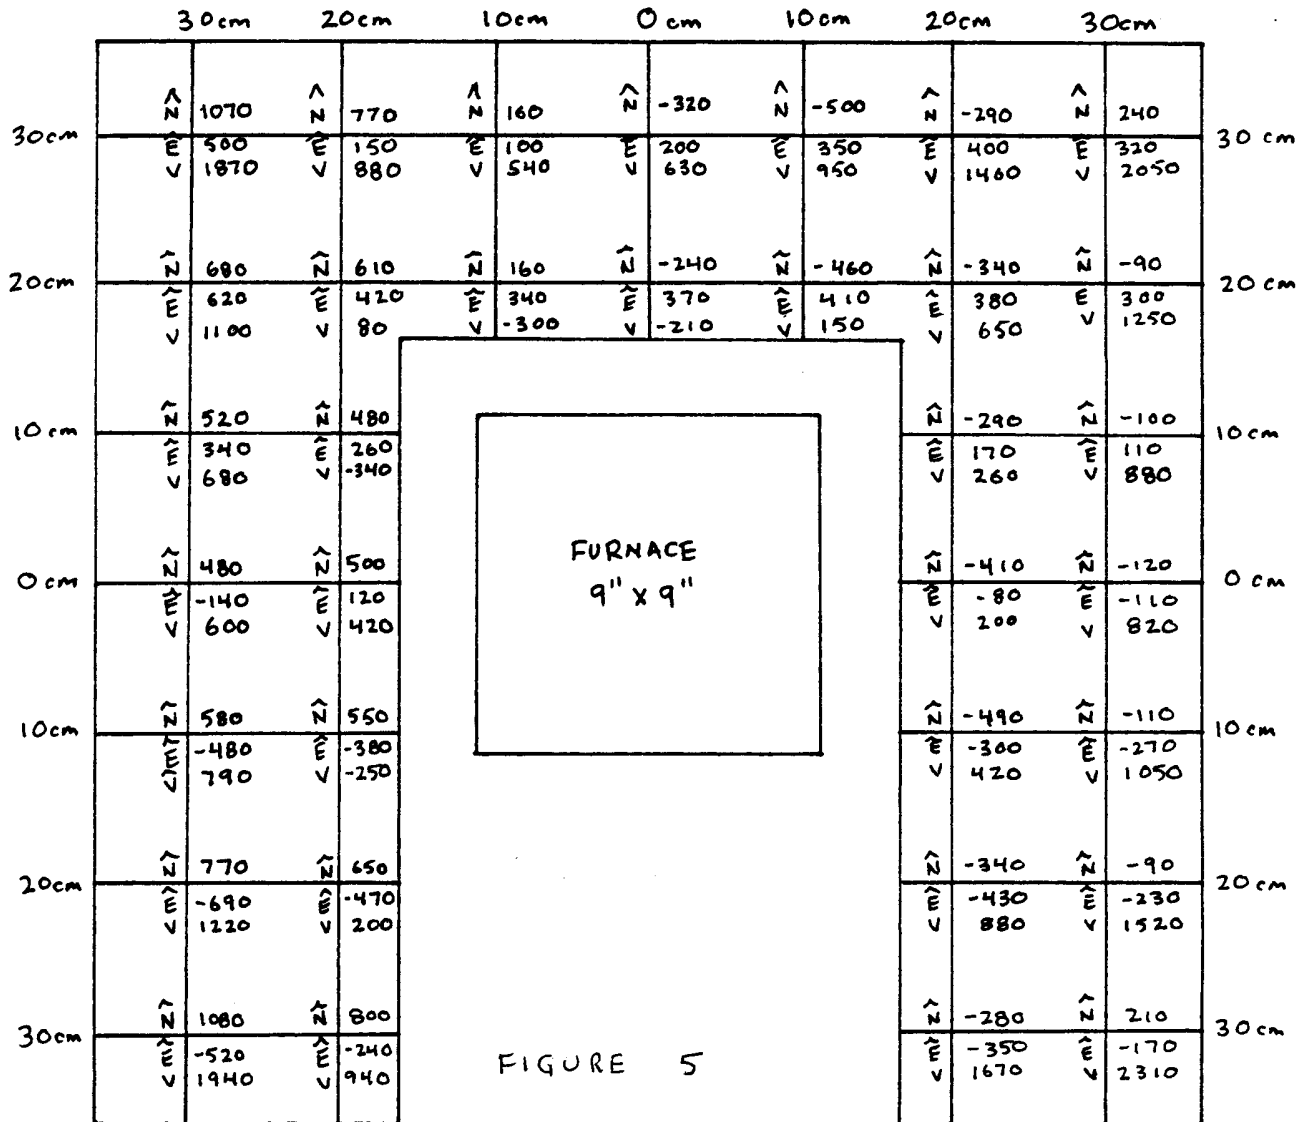 30cm 20cm 10cm 0cm 10cm 20cm 30cm
N̂ 1070 N̂ 770 N̂ 160 N̂ -320 N̂ -500 N̂ -290 N̂ 240
30cm 30cm
Ê 500 Ê 150 Ê 100 Ê 200 Ê 350 Ê 400 Ê 320
V 1870 V 880 V 540 V 630 V 950 V 1460 V 2050
N̂ 680 N̂ 610 N̂ 160 N̂ -240 N̂ -460 N̂ -340 N̂ -90
20cm 20cm
Ê 620 Ê 420 Ê 340 Ê 370 Ê 410 Ê 380 E 300
V 1100 V 80 V -300 V -210 V 150 V 650 V 1250
N̂ 520 N̂ 480 N̂ -290 N̂ -100
10cm 10cm
Ê 340 Ê 260 Ê 170 Ê 110
V 680 V -340 V 260 V 880
FURNACE
9" X 9"
N̂ 480 N̂ 500 N̂ -410 N̂ -120
0cm 0cm
Ê -140 Ê 120 Ê -80 Ê -110
V 600 V 420 V 200 V 820
N̂ 580 N̂ 550 N̂ -490 N̂ -110
10cm 10cm
Ê -480 Ê -380 Ê -300 Ê -270
V̂ 790 V -250 V 420 V 1050
N̂ 770 N̂ 650 N̂ -340 N̂ -90
20cm 20cm
Ê -690 Ê -470 Ê -430 Ê -230
V 1220 V 200 V 880 V 1520
N̂ 1080 N̂ 800 N̂ -280 N̂ 210
30cm 30cm
Ê -520 Ê -240 Ê -350 Ê -170
V 1940 V 940 V 1670 V 2310
FIGURE 5